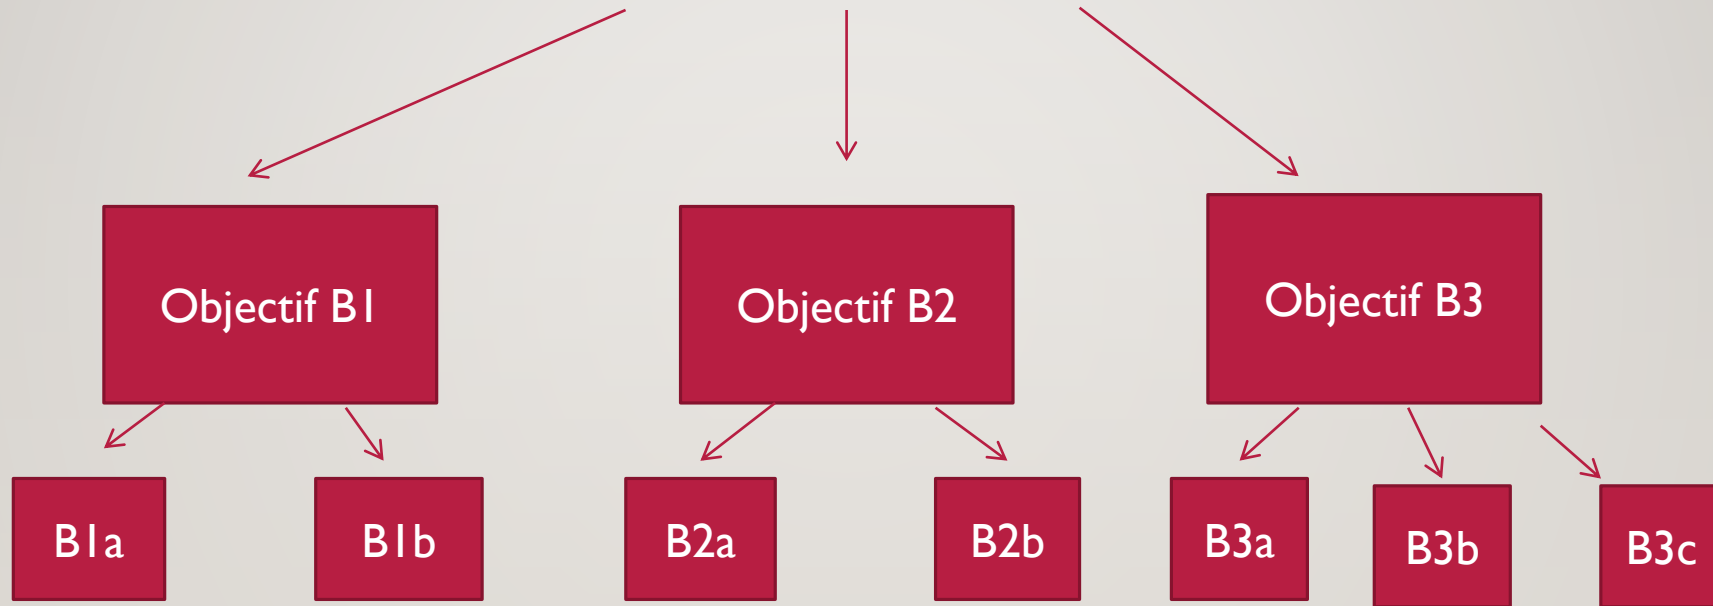 Objectif B1
Objectif B2
Objectif B3
B1a
B1b
B2a
B2b
B3a
B3b
B3c